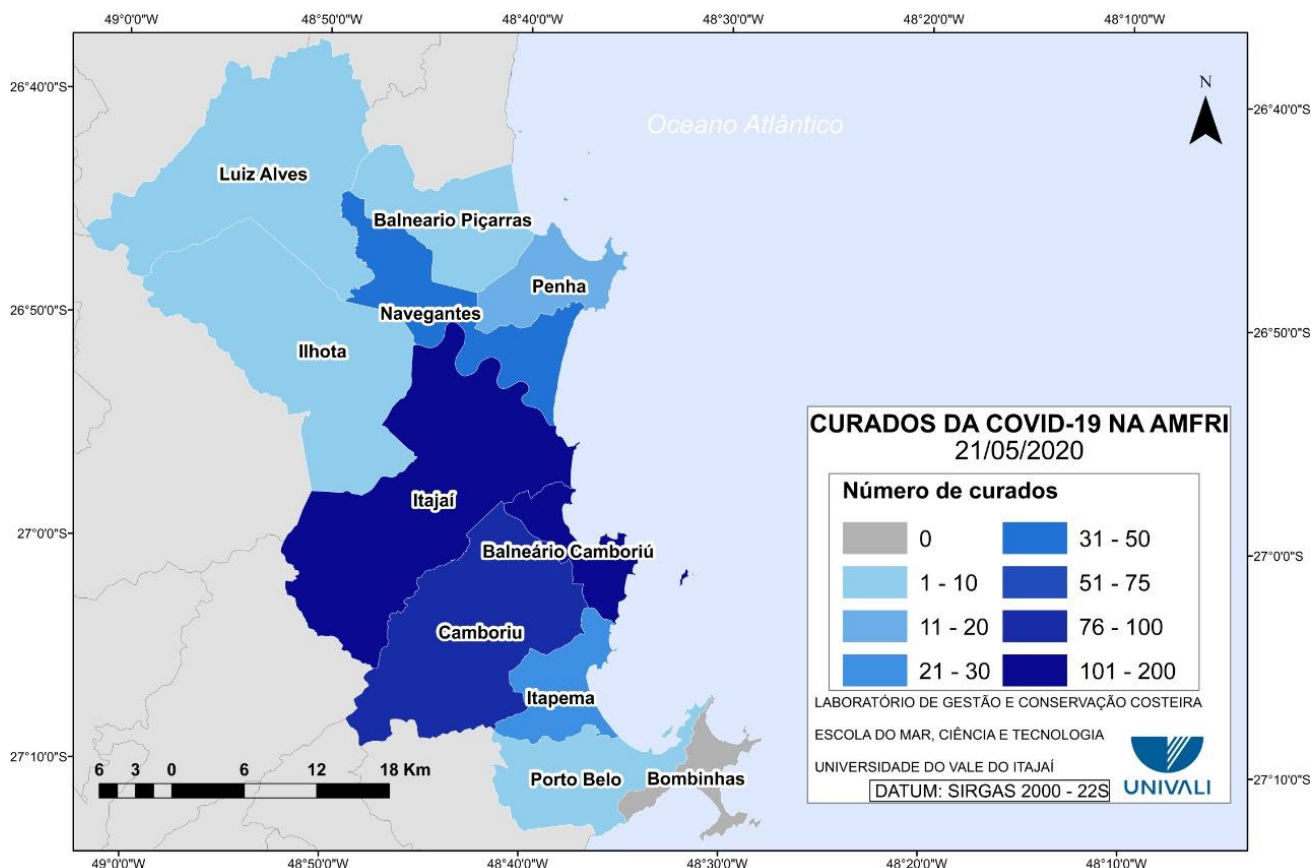 49°0'0"W
48°50'0"W
48°40'0"W
48°30'0"W
48°20'0"W
48°10'0"W
26°40'0"S
26°40'0"S
N
Oceano Atlântico
Luiz Alves
Balneario Piçarras
Penha
26°50'0"S
Navegantes
26°50'0"S
Ilhota
CURADOS DA COVID-19 NA AMFRI
21/05/2020
Número de curados
0
31 - 50
1 - 10
51 - 75
11 - 20
76 - 100
21 - 30
101 - 200
Itajaí
27°0'0"S
Balneário Camboriú
27°0'0"S
Camboriu
Itapema
LABORATÓRIO DE GESTÃO E CONSERVAÇÃO COSTEIRA
ESCOLA DO MAR, CIÊNCIA E TECNOLOGIA
UNIVERSIDADE DO VALE DO ITAJAÍ
UNIVALI
DATUM: SIRGAS 2000 - 22S
27°10'0"S
6 3 0 6 12 18 Km
Porto Belo
Bombinhas
27°10'0"S
49°0'0"W
48°50'0"W
48°40'0"W
48°30'0"W
48°20'0"W
48°10'0"W